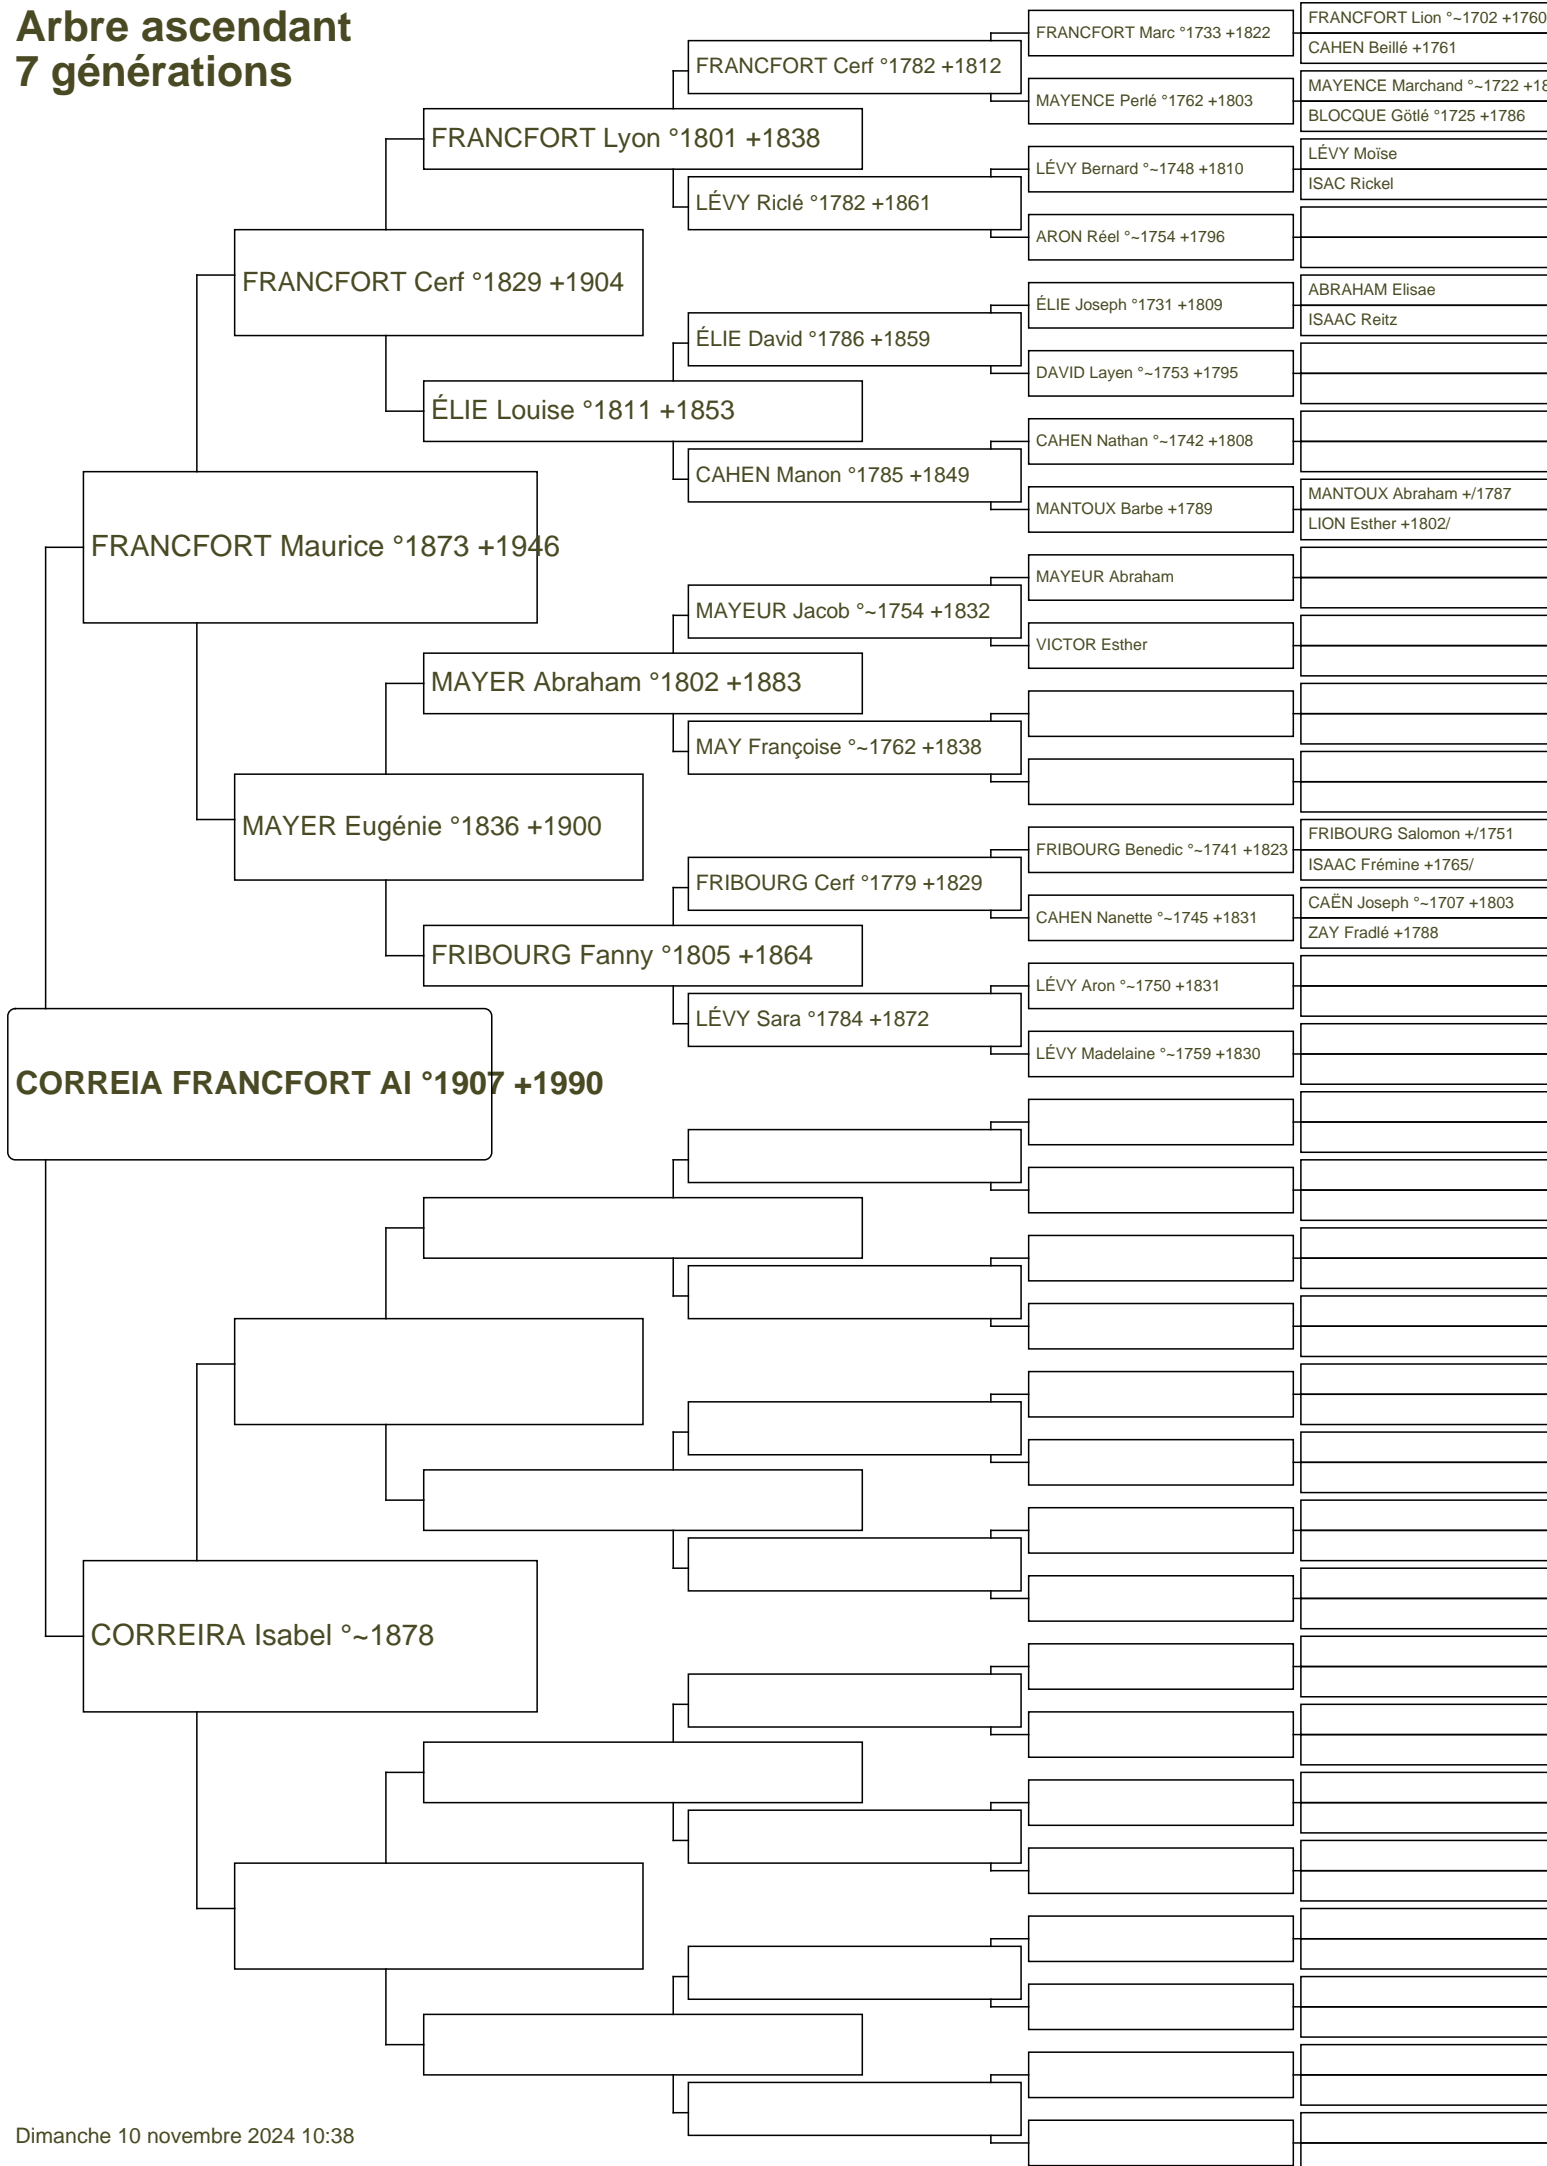 Arbre ascendant
7 générations
FRANCFORT Lion °~1702 +1760
FRANCFORT Marc °1733 +1822
CAHEN Beillé +1761
FRANCFORT Cerf °1782 +1812
MAYENCE Marchand °~1722 +18
MAYENCE Perlé °1762 +1803
BLOCQUE Götlé °1725 +1786
FRANCFORT Lyon °1801 +1838
LÉVY Moïse
LÉVY Bernard °~1748 +1810
ISAC Rickel
LÉVY Riclé °1782 +1861
ARON Réel °~1754 +1796
FRANCFORT Cerf °1829 +1904
ABRAHAM Elisae
ÉLIE Joseph °1731 +1809
ISAAC Reitz
ÉLIE David °1786 +1859
DAVID Layen °~1753 +1795
ÉLIE Louise °1811 +1853
CAHEN Nathan °~1742 +1808
CAHEN Manon °1785 +1849
MANTOUX Abraham +/1787
MANTOUX Barbe +1789
LION Esther +1802/
FRANCFORT Maurice °1873 +1946
MAYEUR Abraham
MAYEUR Jacob °~1754 +1832
VICTOR Esther
MAYER Abraham °1802 +1883
MAY Françoise °~1762 +1838
MAYER Eugénie °1836 +1900
FRIBOURG Salomon +/1751
FRIBOURG Benedic °~1741 +1823
ISAAC Frémine +1765/
FRIBOURG Cerf °1779 +1829
CAËN Joseph °~1707 +1803
CAHEN Nanette °~1745 +1831
ZAY Fradlé +1788
FRIBOURG Fanny °1805 +1864
LÉVY Aron °~1750 +1831
LÉVY Sara °1784 +1872
LÉVY Madelaine °~1759 +1830
CORREIA FRANCFORT Al °1907 +1990
CORREIRA Isabel °~1878
Dimanche 10 novembre 2024 10:38